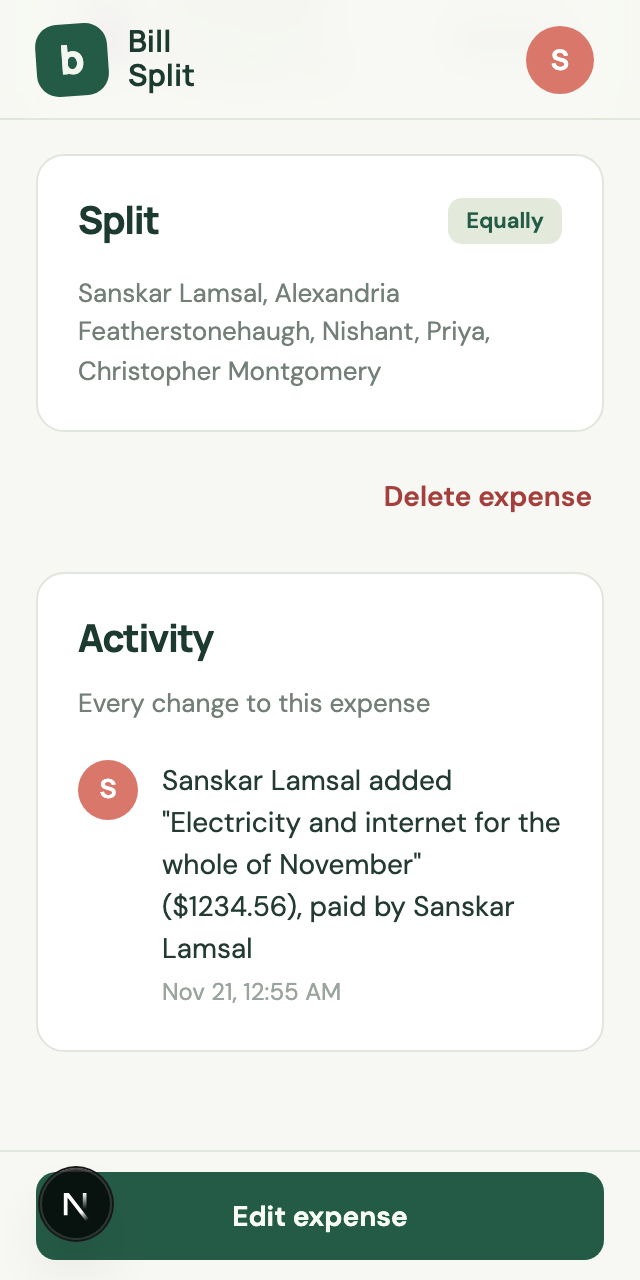 b
Bill
Split
S
Split
Equally
Sanskar Lamsal, Alexandria
Featherstonehaugh, Nishant, Priya,
Christopher Montgomery
Delete expense
Activity
Every change to this expense
S
Sanskar Lamsal added
"Electricity and internet for the
whole of November"
($1234.56), paid by Sanskar
Lamsal
Nov 21, 12:55 AM
N
Edit expense